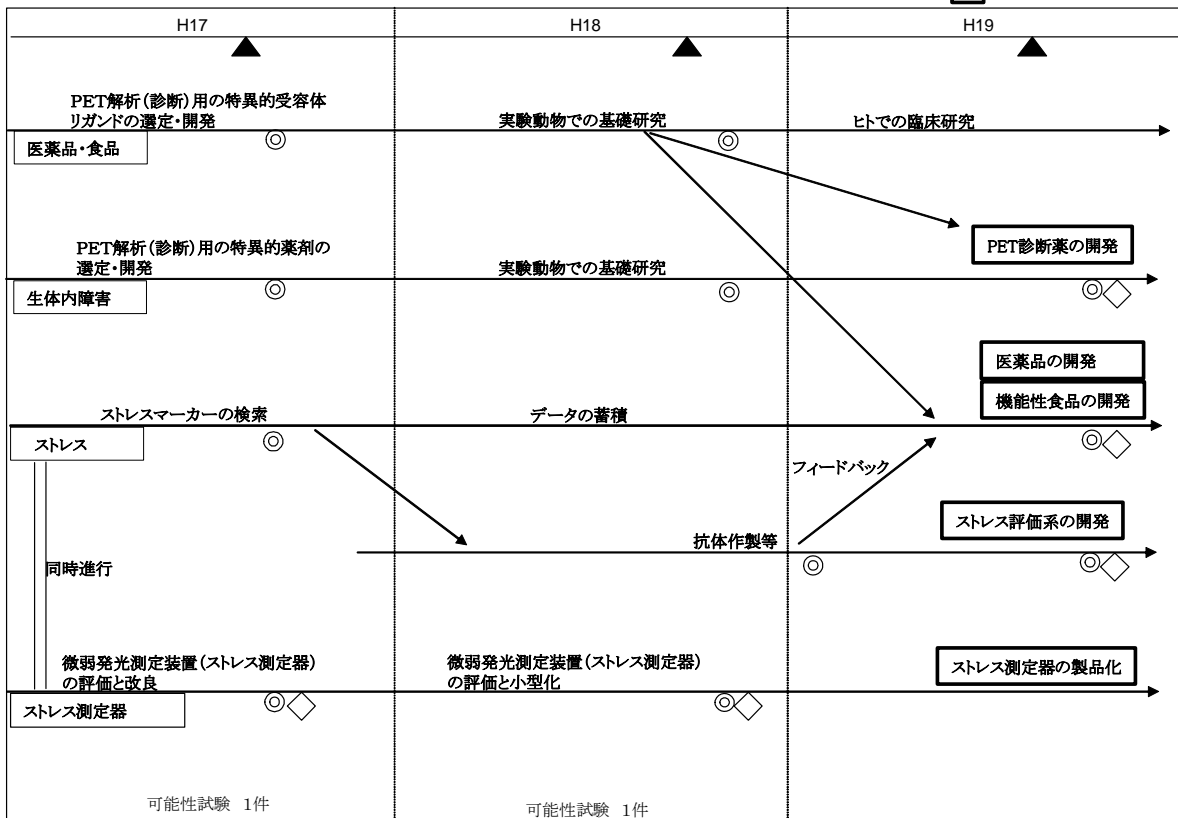 H17
H18
H19
PET解析(診断)用の特異的受容体
リガンドの選定・開発
実験動物での基礎研究
ヒトでの臨床研究
医薬品・食品
PET診断薬の開発
PET解析(診断)用の特異的薬剤の
選定・開発
実験動物での基礎研究
生体内障害
医薬品の開発
機能性食品の開発
ストレスマーカーの検索
データの蓄積
ストレス
フィードバック
ストレス評価系の開発
抗体作製等
同時進行
微弱発光測定装置(ストレス測定器)
の評価と改良
微弱発光測定装置(ストレス測定器)
の評価と小型化
ストレス測定器の製品化
ストレス測定器
可能性試験 1件
可能性試験 1件